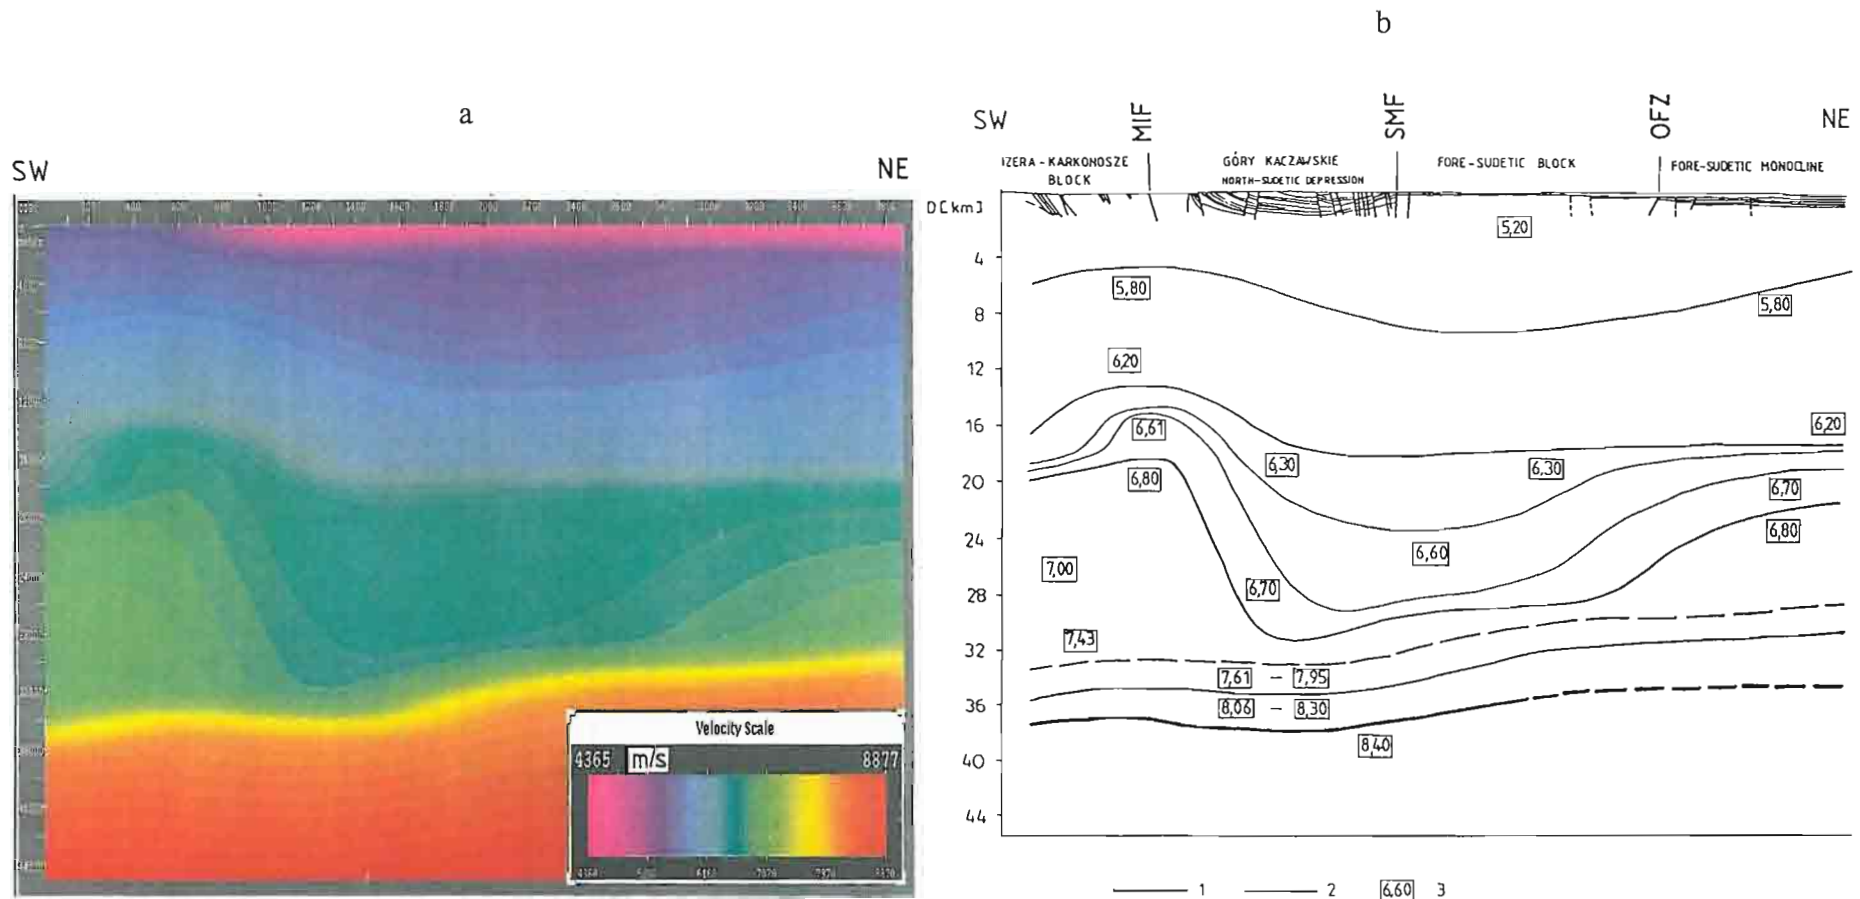 a
SW
NE
Velocity Scale
4365 m/s 8877
b
SW
MIF
SMF
OFZ
NE
IZERA-KARKONOSZE
BLOCK
GÓRY KACZAWSKIE
NORTH-SUDETIC DEPRESSION
FORE-SUDETIC BLOCK
FORE-SUDETIC MONOCLINE
D[km]
5,20
4
5,80
5,80
8
12
6,20
16
6,20
6,61
6,30
6,30
20
6,80
6,70
24
6,60
6,80
7,00
28
6,70
7,43
32
7,61 – 7,95
36
8,06 – 8,30
8,40
40
44
1 2 6,60 3